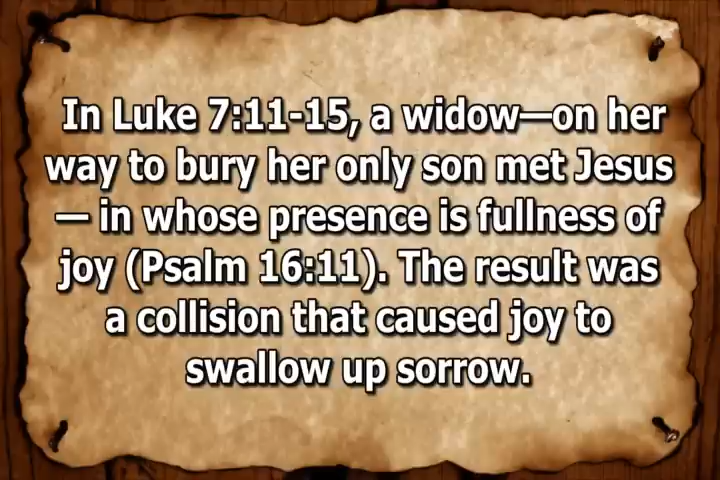 In Luke 7:11-15, a widow—on her
way to bury her only son met Jesus
— in whose presence is fullness of
joy (Psalm 16:11). The result was
a collision that caused joy to
swallow up sorrow.